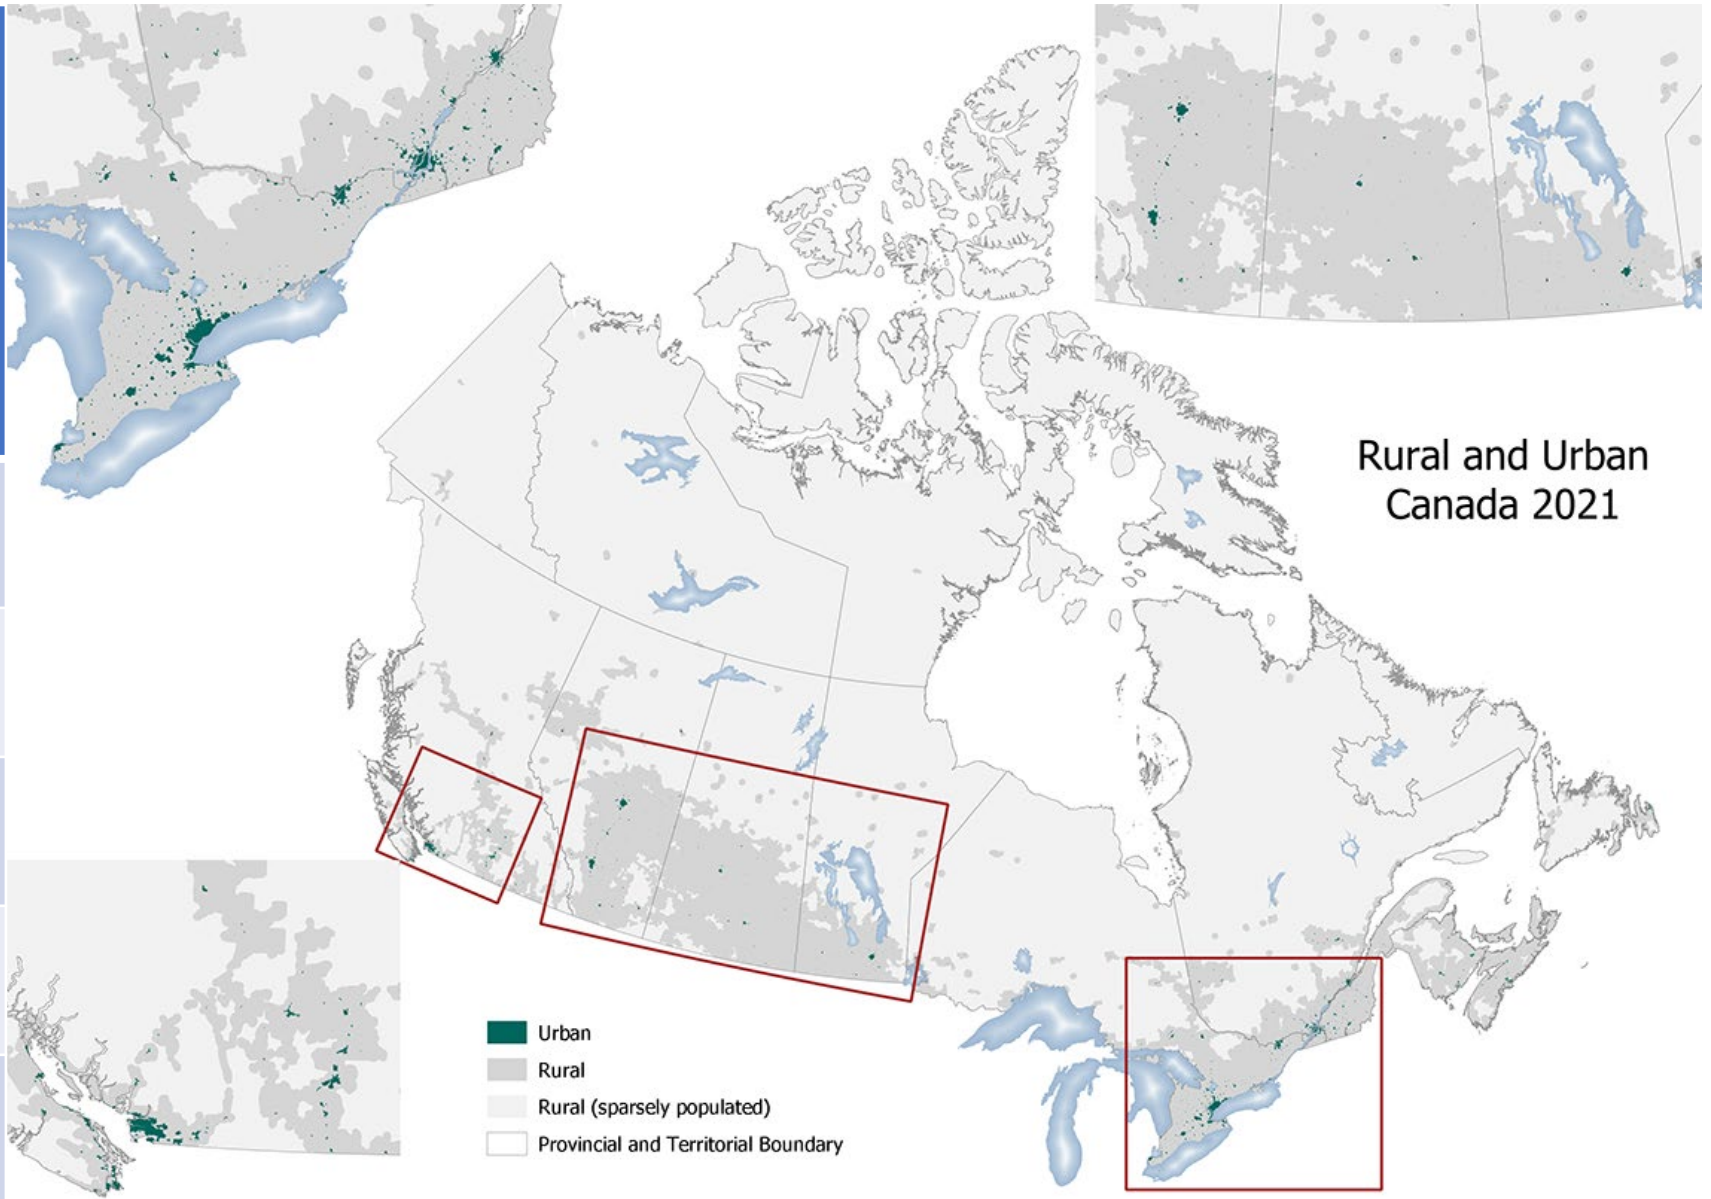 Rural and Urban
Canada 2021
Urban
Rural
Rural (sparsely populated)
Provincial and Territorial Boundary